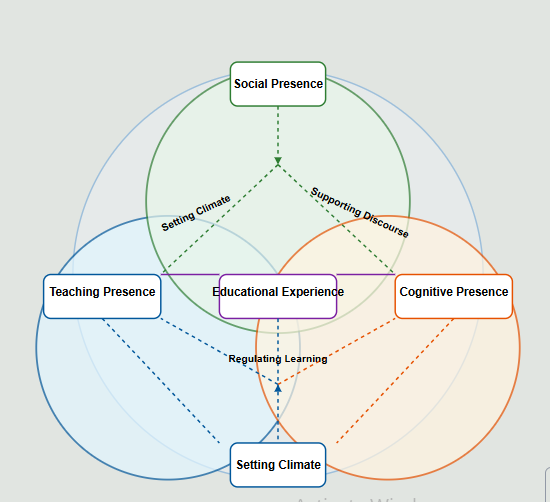 Social Presence
Setting Climate
Supporting Discourse
Teaching Presence
Educational Experience
Cognitive Presence
Regulating Learning
Setting Climate